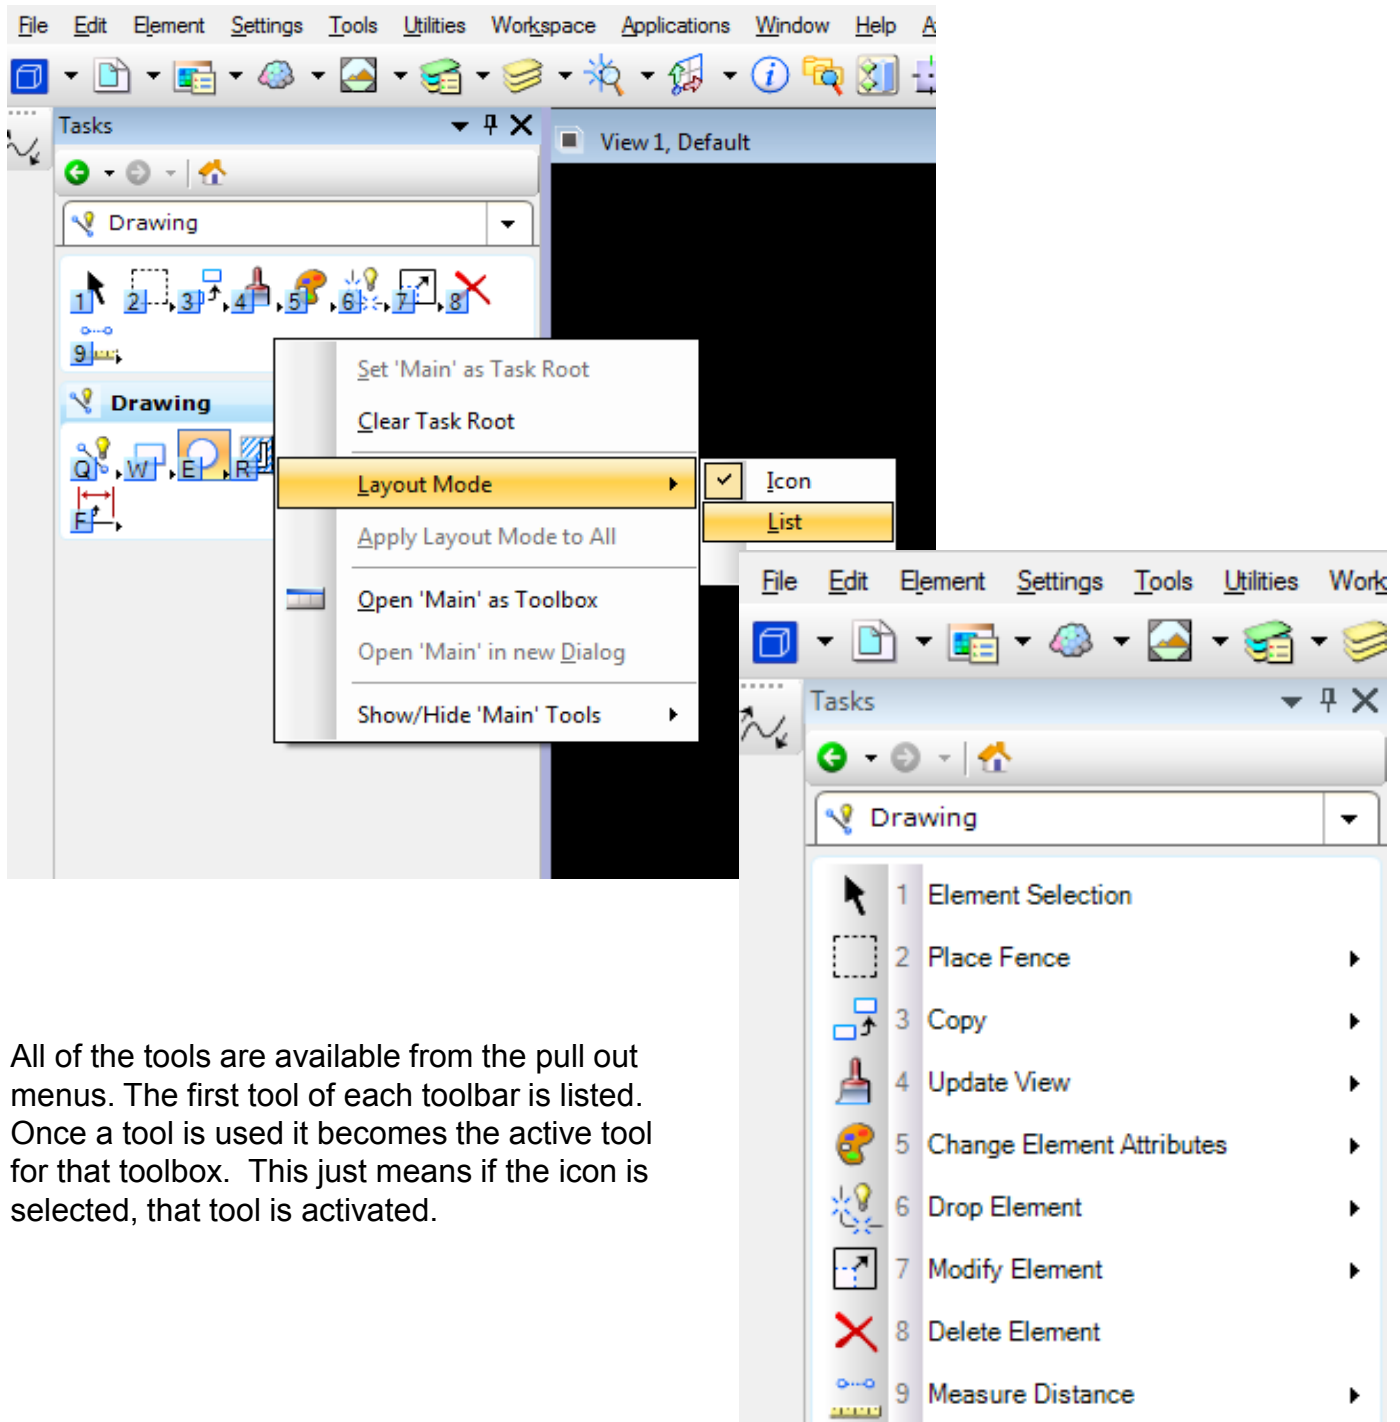 File Edit Element Settings Tools Utilities Workspace Applications Window Help
Tasks
View 1, Default
Drawing
1 2 3 4 5 6 7 8
9
Drawing
Q W E R
F
Set 'Main' as Task Root
Clear Task Root
Layout Mode
Apply Layout Mode to All
Open 'Main' as Toolbox
Open 'Main' in new Dialog
Show/Hide 'Main' Tools
Icon
List
File Edit Element Settings Tools Utilities Work
Tasks
Drawing
1 Element Selection
2 Place Fence
3 Copy
4 Update View
5 Change Element Attributes
6 Drop Element
7 Modify Element
8 Delete Element
9 Measure Distance
All of the tools are available from the pull out
menus. The first tool of each toolbar is listed.
Once a tool is used it becomes the active tool
for that toolbox.  This just means if the icon is
selected, that tool is activated.